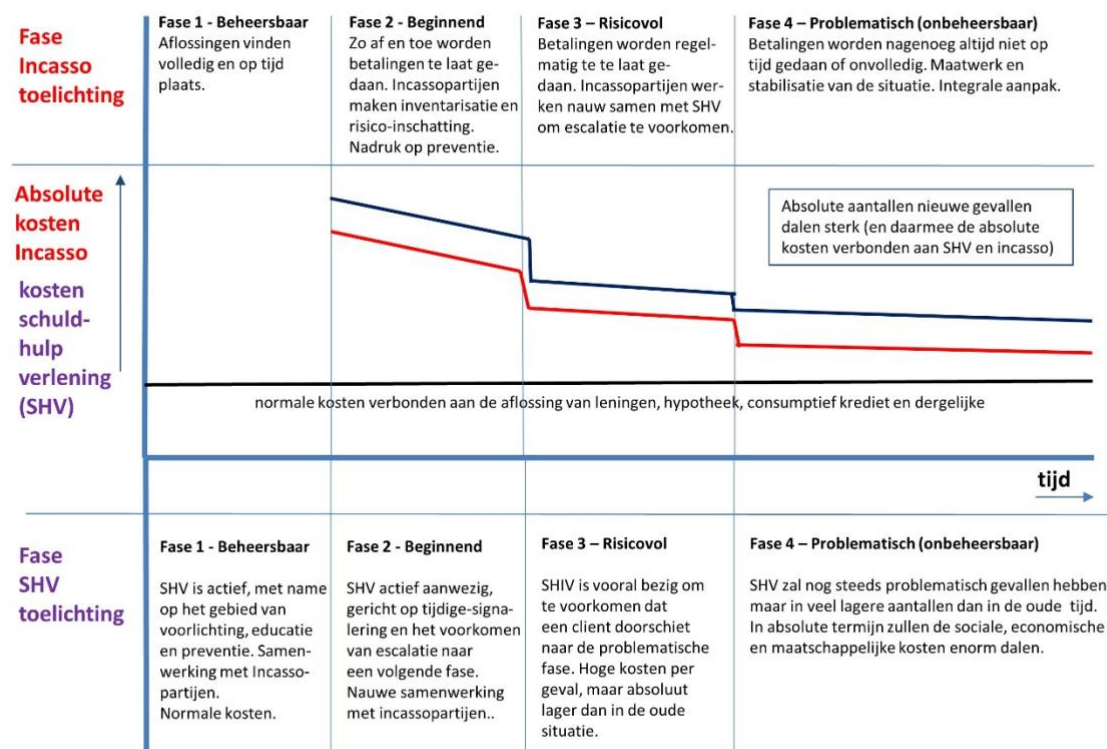 Fase
Incasso
toelichting
Fase 1 - Beheersbaar
Aflossingen vinden
volledig en op tijd
plaats.
Fase 2 - Beginnend
Zo af en toe worden
betalingen te laat ge-
daan. Incassopartijen
maken inventarisatie en
risico-inschatting.
Nadruk op preventie.
Fase 3 – Risicovol
Betalingen worden regel-
matig te te laat ge-
daan. Incassopartijen wer-
ken nauw samen met SHV
om escalatie te voorkomen.
Fase 4 – Problematisch (onbeheersbaar)
Betalingen worden nagenoeg altijd niet op
tijd gedaan of onvolledig. Maatwerk en
stabilisatie van de situatie. Integrale aanpak.
Absolute
kosten
Incasso
kosten
schuld-
hulp
verlening
(SHV)
Absolute aantallen nieuwe gevallen
dalen sterk (en daarmee de absolute
kosten verbonden aan SHV en incasso)
normale kosten verbonden aan de aflossing van leningen, hypotheek, consumptief krediet en dergelijke
tijd
Fase
SHV
toelichting
Fase 1 - Beheersbaar
SHV is actief, met name
op het gebied van
voorlichting, educatie
en preventie. Samen-
werking met Incasso-
partijen.
Normale kosten.
Fase 2 - Beginnend
SHV actief aanwezig,
gericht op tijdige-signa-
lering en het voorkomen
van escalatie naar
een volgende fase.
Nauwe samenwerking
met incassopartijen..
Fase 3 – Risicovol
SHIV is vooral bezig om
te voorkomen dat
een client doorschiet
naar de problematische
fase. Hoge kosten per
geval, maar absoluut
lager dan in de oude
situatie.
Fase 4 – Problematisch (onbeheersbaar)
SHV zal nog steeds problematisch gevallen hebben
maar in veel lagere aantallen dan in de oude tijd.
In absolute termijn zullen de sociale, economische
en maatschappelijke kosten enorm dalen.